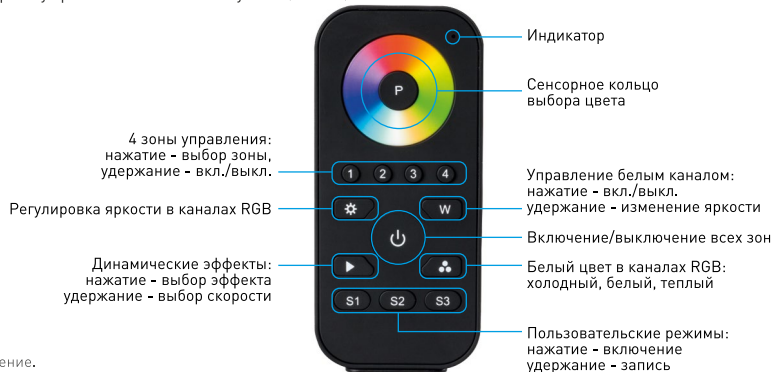 Индикатор
Сенсорное кольцо
выбора цвета
P
4 зоны управления:
нажатие - выбор зоны,
удержание - вкл./выкл.
1 2 3 4
Управление белым каналом:
нажатие - вкл./выкл.
удержание - изменение яркости
Регулировка яркости в каналах RGB
W
Включение/выключение всех зон
Динамические эффекты:
нажатие - выбор эффекта
удержание - выбор скорости
Белый цвет в каналах RGB:
холодный, белый, теплый
S1 S2 S3
Пользовательские режимы:
нажатие - включение
удержание - запись
ение.